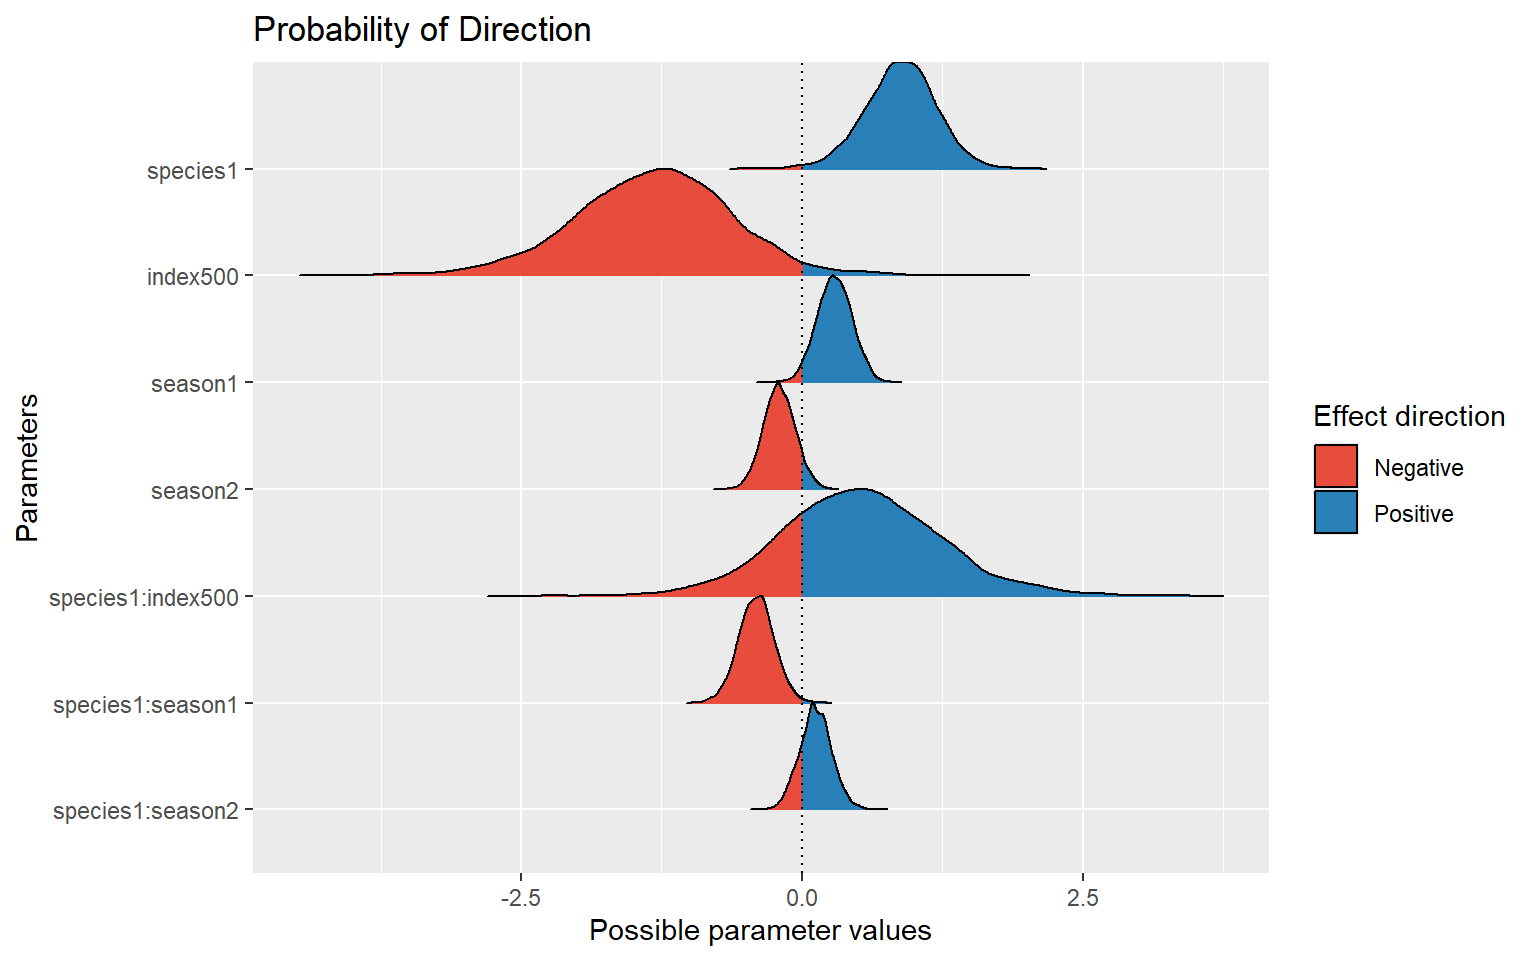 Probability of Direction
species1
index500
season1
season2
species1:index500
species1:season1
species1:season2
Parameters
-2.5
0.0
2.5
Possible parameter values
Effect direction
Negative
Positive